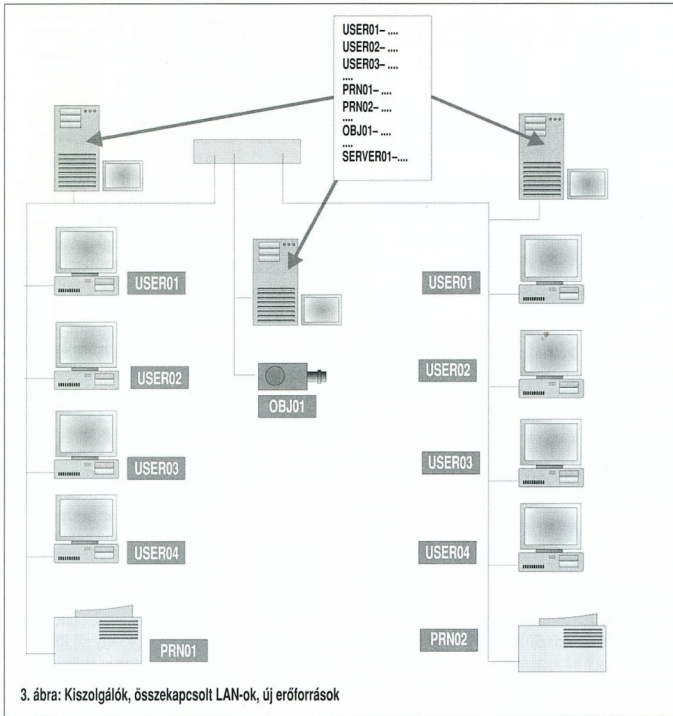 USER01– ....
USER02– ....
USER03– ....
....
PRN01– ....
PRN02– ....
....
OBJ01– ....
....
SERVER01–....
USER01
USER02
USER03
USER04
PRN01
OBJ01
USER01
USER02
USER03
USER04
PRN02
3. ábra: Kiszolgálók, összekapcsolt LAN-ok, új erőforrások